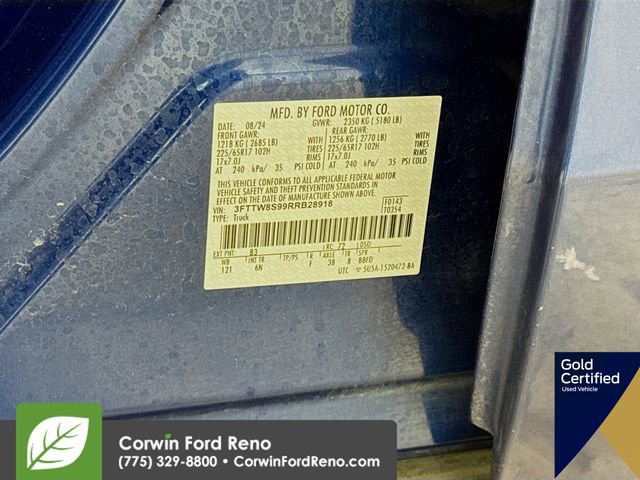 MFD. BY FORD MOTOR CO.
DATE: 08/24 GVWR: 2350 KG ( 5180 LB)
FRONT GAWR: REAR GAWR:
1218 KG ( 2685 LB) WITH 1256 KG ( 2770 LB) WITH
225/65R17 102H TIRES 225/65R17 102H TIRES
17x7.0J RIMS 17x7.0J RIMS
AT 240 kPa/ 35 PSI COLD AT 240 kPa/ 35 PSI COLD
THIS VEHICLE CONFORMS TO ALL APPLICABLE FEDERAL MOTOR
VEHICLE SAFETY AND THEFT PREVENTION STANDARDS IN
EFFECT ON THE DATE OF MANUFACTURE SHOWN ABOVE.
VIN: 3FTTW8S99RRB28918 F0143
TYPE: Truck T0354
EXT PNT: B3 RC: 72 DSO:
WB INT TR TP/PS R AXLE TR SPR
121 6N F 38 8 BBFD
UTC ▽ 5U5A-1520472-BA
Gold
Certified
Used Vehicle
Corwin Ford Reno
(775) 329-8800 • CorwinFordReno.com